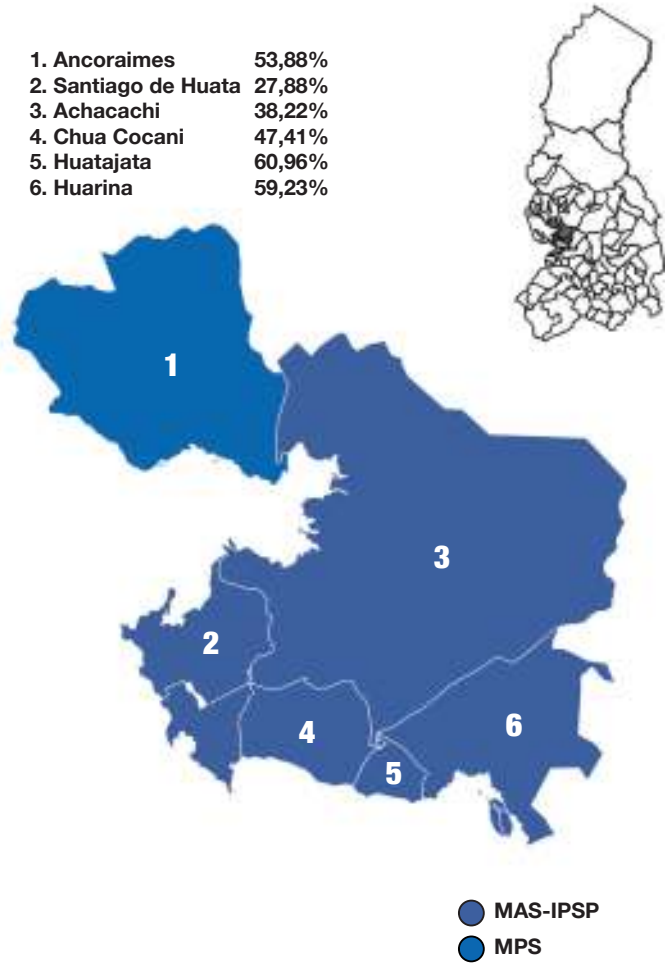 1. Ancoraimes 53,88%
2. Santiago de Huata 27,88%
3. Achacachi 38,22%
4. Chua Cocani 47,41%
5. Huatajata 60,96%
6. Huarina 59,23%
1
3
2
6
4
5
MAS-IPSP
MPS